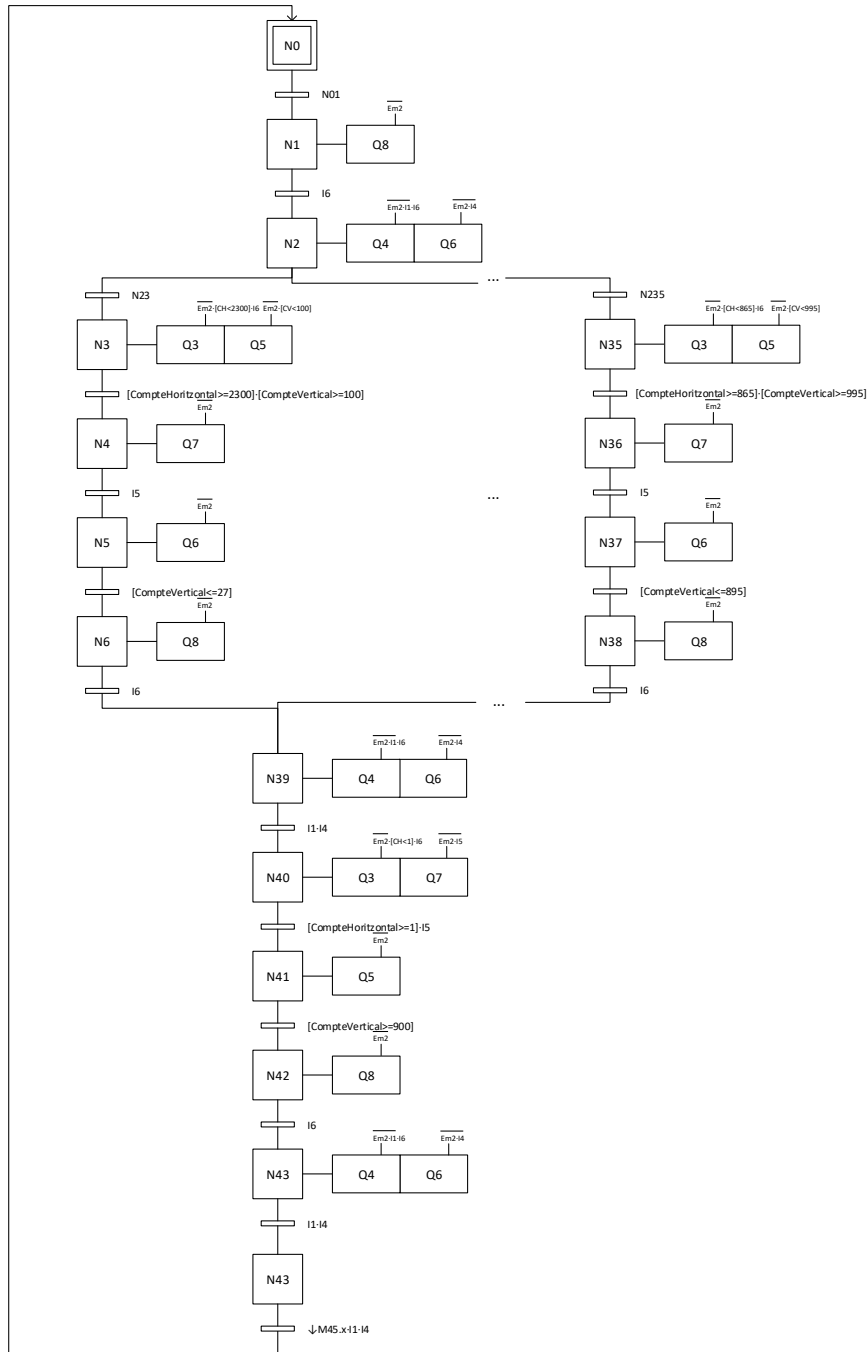 N0
N01
Em2
N1 Q8
I6
Em2·I1·I6 Em2·I4
N2 Q4 Q6
...
N23 N235
Em2·[CH<2300]·I6 Em2·[CV<100] Em2·[CH<865]·I6 Em2·[CV<995]
N3 Q3 Q5 N35 Q3 Q5
[CompteHoritzontal>=2300]·[CompteVertical>=100] [CompteHoritzontal>=865]·[CompteVertical>=995]
Em2 Em2
N4 Q7 N36 Q7
I5 ... I5
Em2 Em2
N5 Q6 N37 Q6
[CompteVertical<=27] [CompteVertical<=895]
Em2 Em2
N6 Q8 N38 Q8
I6 I6
...
Em2·I1·I6 Em2·I4
N39 Q4 Q6
I1·I4
Em2·[CH<1]·I6 Em2·I5
N40 Q3 Q7
[CompteHoritzontal>=1]·I5
Em2
N41 Q5
[CompteVertical>=900]
Em2
N42 Q8
I6
Em2·I1·I6 Em2·I4
N43 Q4 Q6
I1·I4
N43
↓M45.x·I1·I4